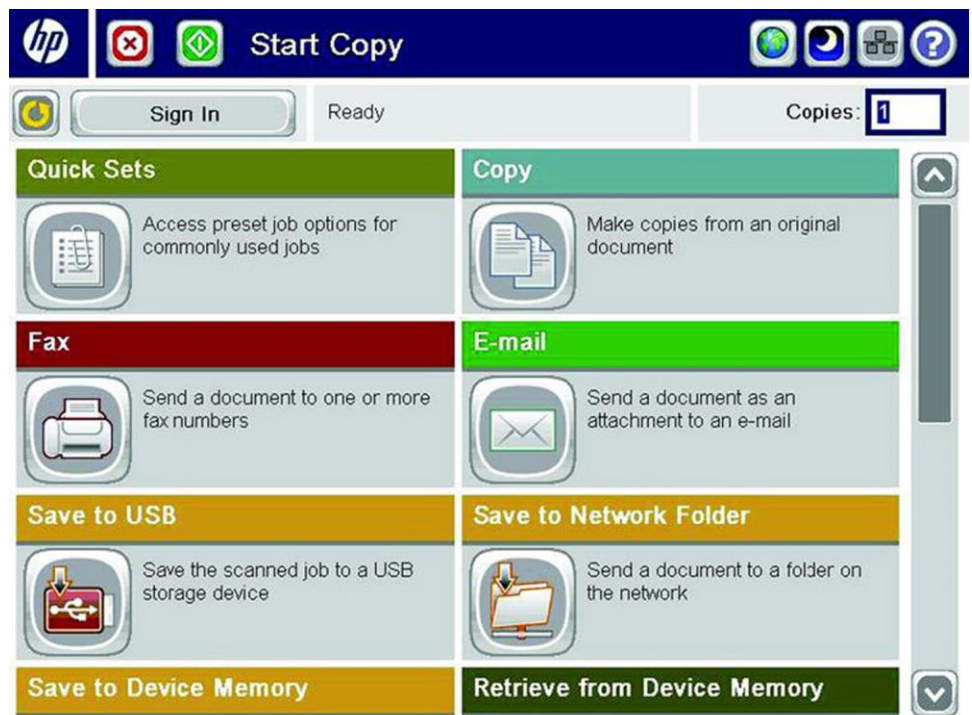 hp
Start Copy
?
Sign In
Ready
Copies: 1
Quick Sets
Access preset job options for
commonly used jobs
Copy
Make copies from an original
document
Fax
Send a document to one or more
fax numbers
E-mail
Send a document as an
attachment to an e-mail
Save to USB
Save the scanned job to a USB
storage device
Save to Network Folder
Send a document to a folder on
the network
Save to Device Memory
Retrieve from Device Memory